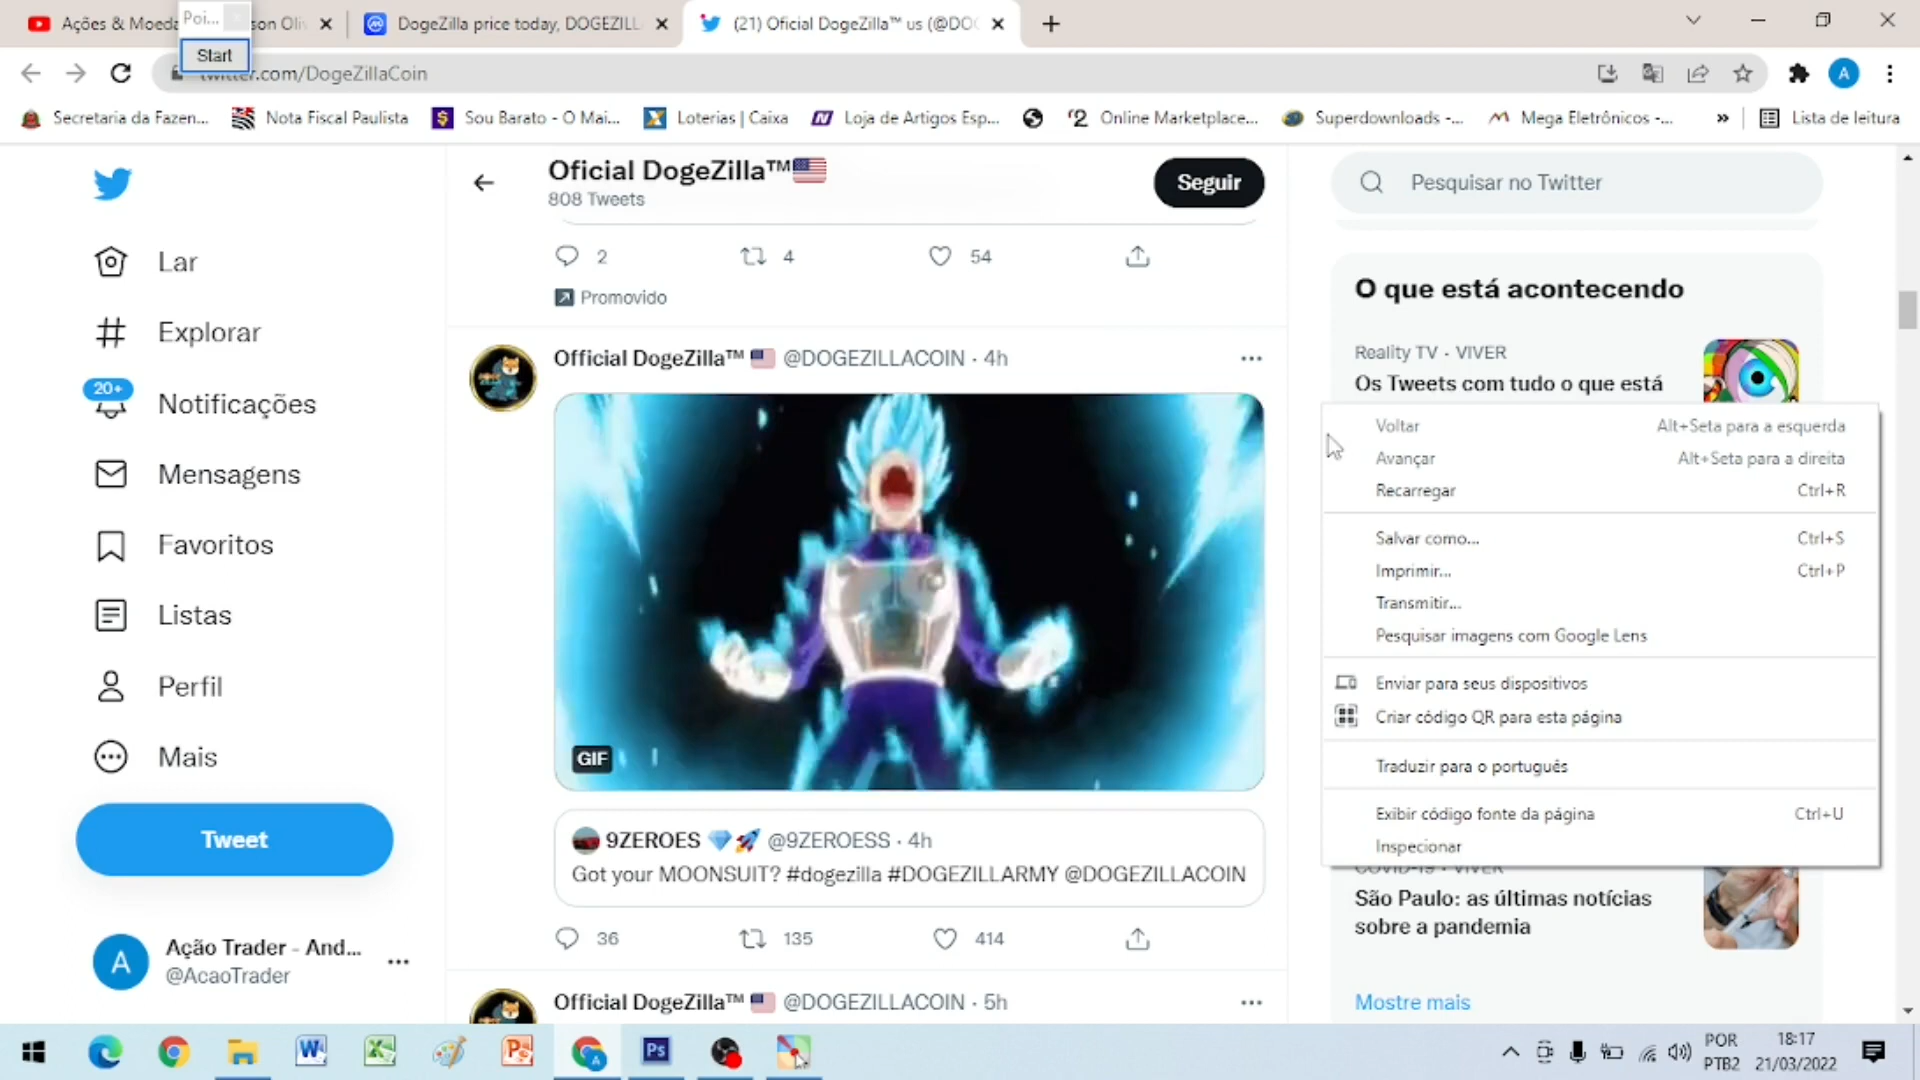 Ações & Moeda
son Oliv
Poi...
Start
DogeZilla price today, DOGEZILL
(21) Oficial DogeZilla™ us (@DOG
twitter.com/DogeZillaCoin
A
Secretaria da Fazen...
Nota Fiscal Paulista
Sou Barato - O Mai...
Loterias | Caixa
Loja de Artigos Esp...
Online Marketplace...
Superdownloads -...
Mega Eletrônicos -...
»
Lista de leitura
Oficial DogeZilla™
808 Tweets
Seguir
Pesquisar no Twitter
Lar
Explorar
20+
Notificações
Mensagens
Favoritos
Listas
Perfil
Mais
Tweet
A
Ação Trader - And...
@AcaoTrader
2
4
54
Promovido
Official DogeZilla™ @DOGEZILLACOIN · 4h
GIF
9ZEROES @9ZEROESS · 4h
Got your MOONSUIT? #dogezilla #DOGEZILLARMY @DOGEZILLACOIN
36
135
414
Official DogeZilla™ @DOGEZILLACOIN · 5h
O que está acontecendo
Reality TV · VIVER
Os Tweets com tudo o que está
Voltar Alt+Seta para a esquerda
Avançar Alt+Seta para a direita
Recarregar Ctrl+R
Salvar como... Ctrl+S
Imprimir... Ctrl+P
Transmitir...
Pesquisar imagens com Google Lens
Enviar para seus dispositivos
Criar código QR para esta página
Traduzir para o português
Exibir código fonte da página Ctrl+U
Inspecionar
COVID-19 · VIVER
São Paulo: as últimas notícias
sobre a pandemia
Mostre mais
POR
PTB2
18:17
21/03/2022